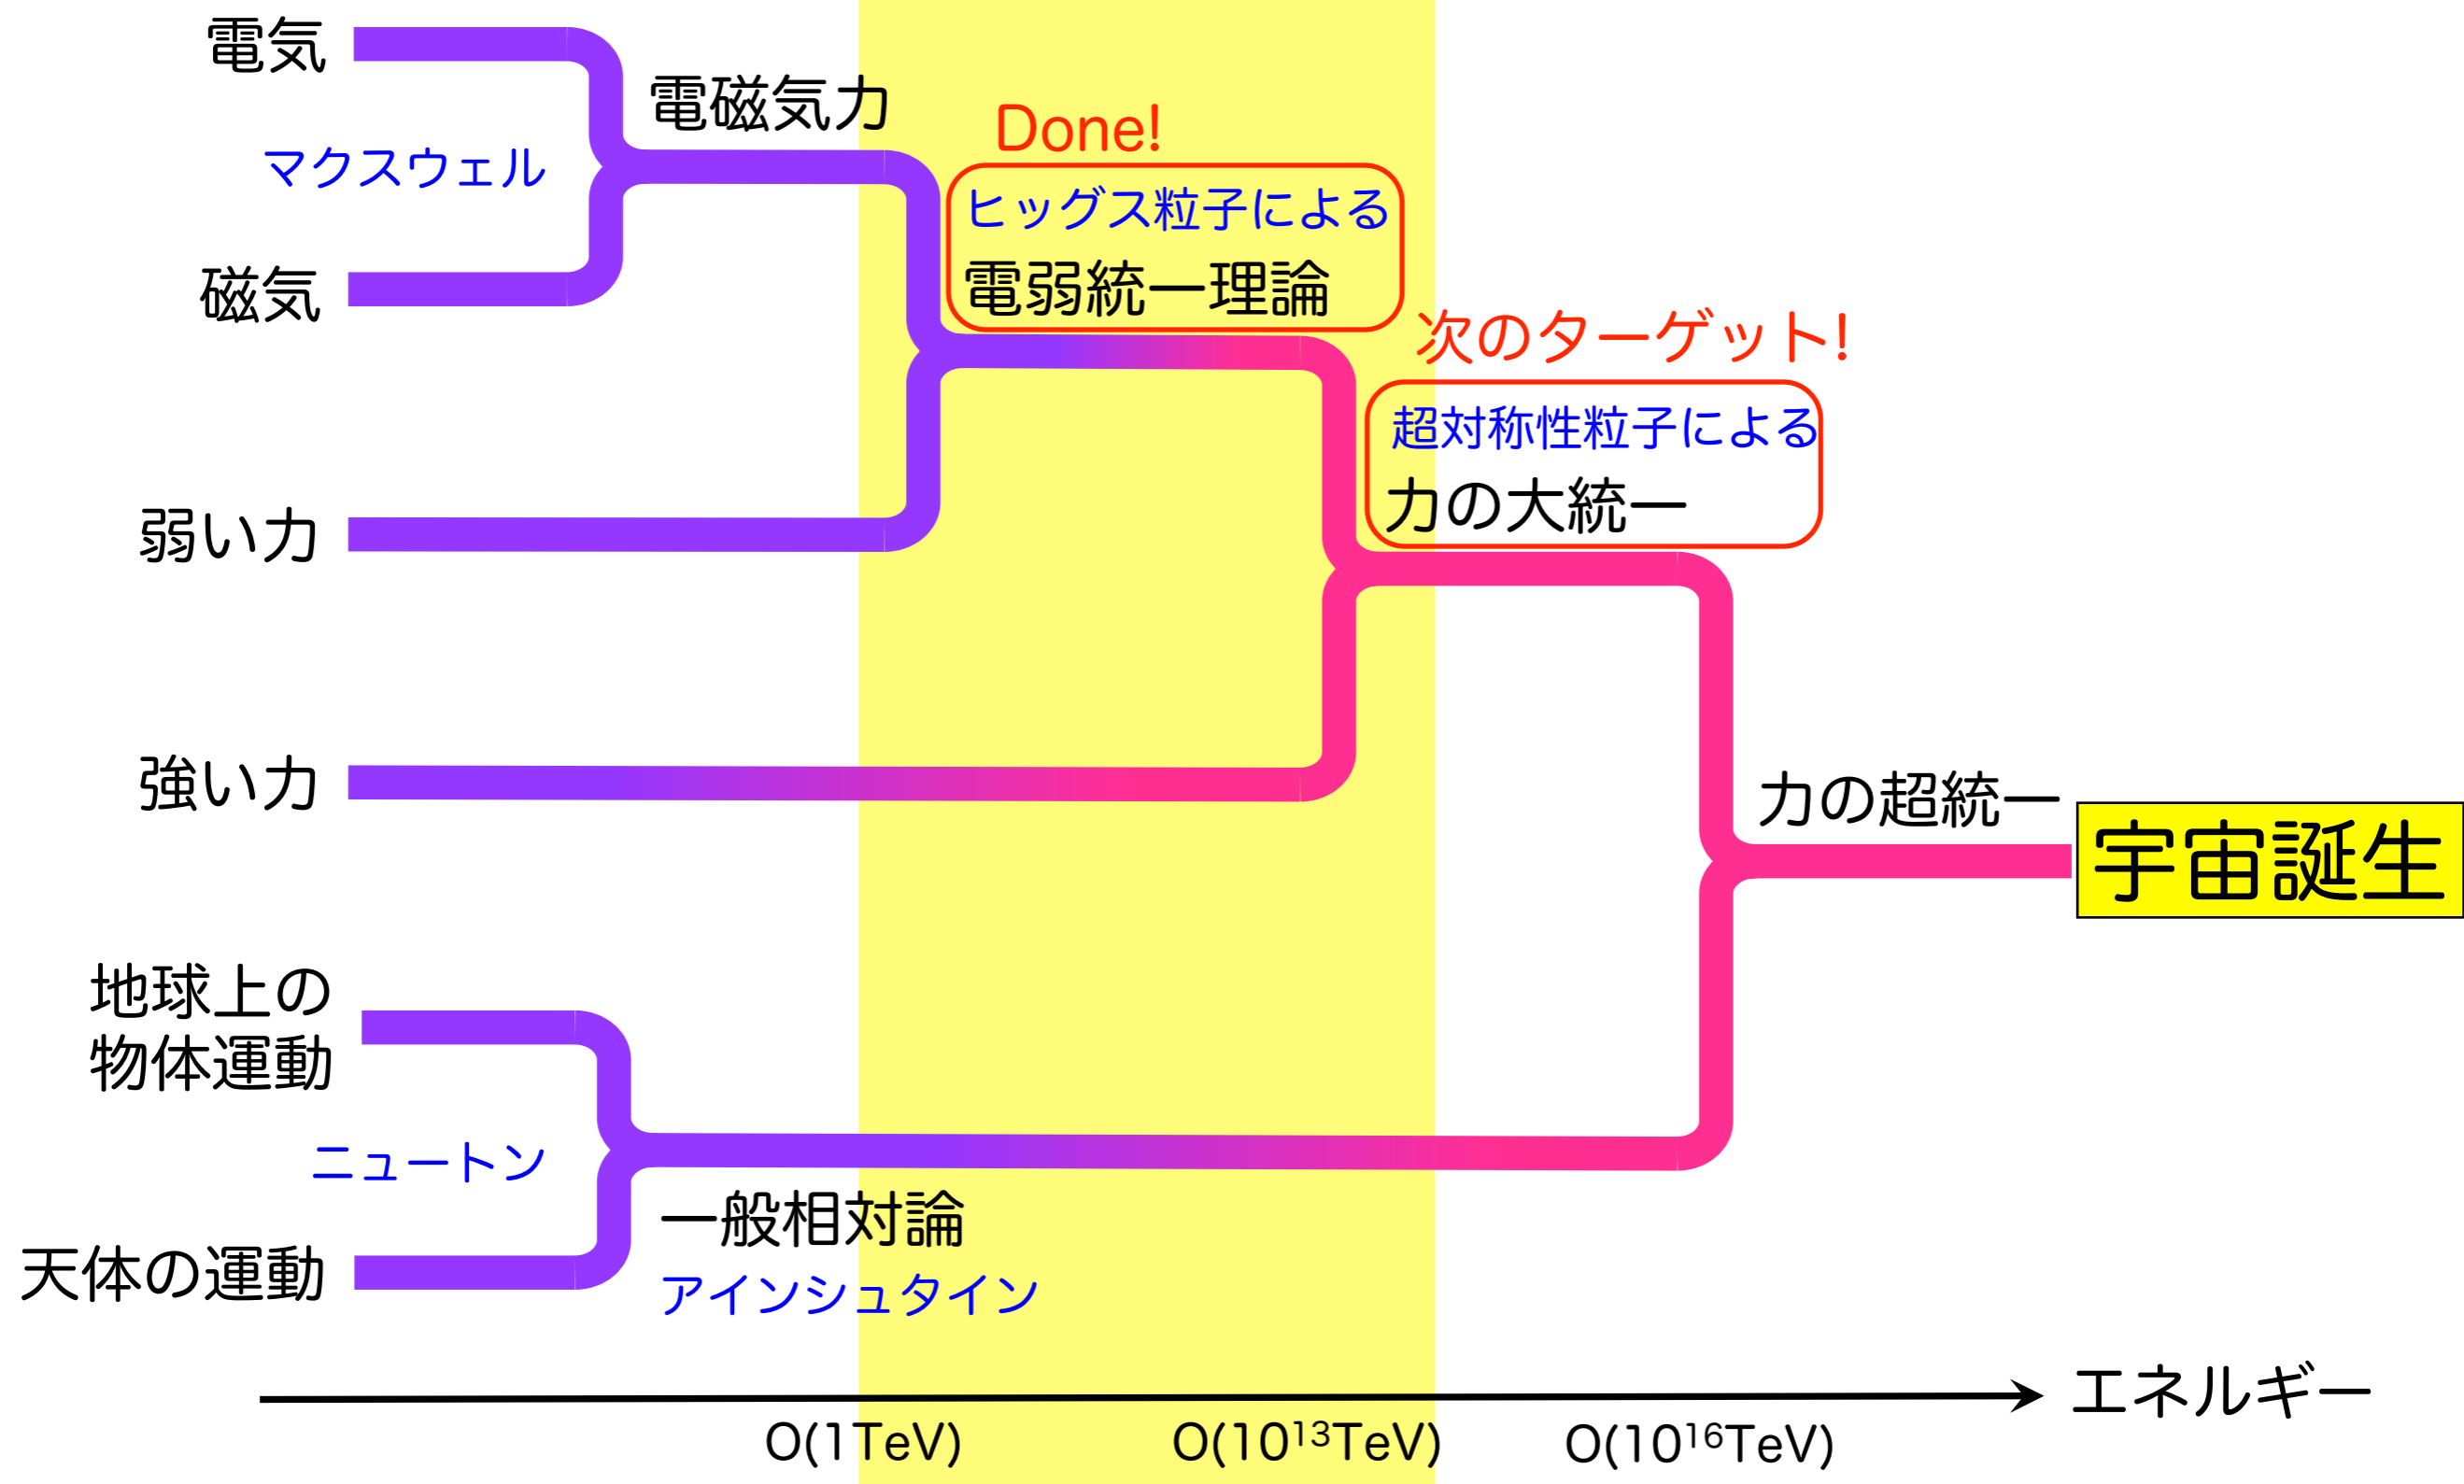 電気
電磁気力
マクスウェル
磁気
Done!
ヒッグス粒子による
電弱統一理論
次のターゲット!
超対称性粒子による
力の大統一
弱い力
強い力
力の超統一
宇宙誕生
地球上の
物体運動
ニュートン
天体の運動
一般相対論
アインシュタイン
エネルギー
O(1TeV)
O(10¹³TeV)
O(10¹⁶TeV)